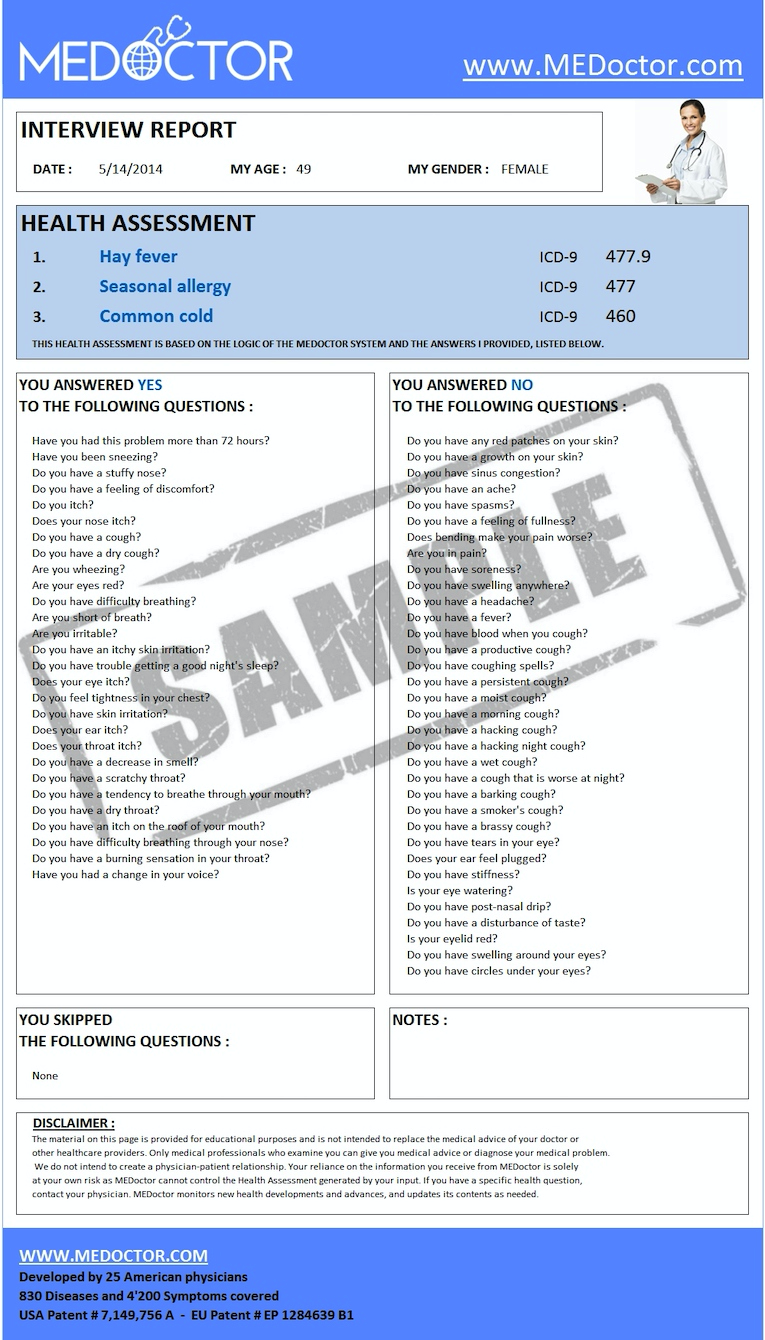 MEDOCTOR
www.MEDoctor.com
INTERVIEW REPORT
DATE : 5/14/2014 MY AGE : 49 MY GENDER : FEMALE
HEALTH ASSESSMENT
1. Hay fever ICD-9 477.9
2. Seasonal allergy ICD-9 477
3. Common cold ICD-9 460
THIS HEALTH ASSESSMENT IS BASED ON THE LOGIC OF THE MEDOCTOR SYSTEM AND THE ANSWERS I PROVIDED, LISTED BELOW.
YOU ANSWERED YES
TO THE FOLLOWING QUESTIONS :
Have you had this problem more than 72 hours?
Have you been sneezing?
Do you have a stuffy nose?
Do you have a feeling of discomfort?
Do you itch?
Does your nose itch?
Do you have a cough?
Do you have a dry cough?
Are you wheezing?
Are your eyes red?
Do you have difficulty breathing?
Are you short of breath?
Are you irritable?
Do you have an itchy skin irritation?
Do you have trouble getting a good night's sleep?
Does your eye itch?
Do you feel tightness in your chest?
Do you have skin irritation?
Does your ear itch?
Does your throat itch?
Do you have a decrease in smell?
Do you have a scratchy throat?
Do you have a tendency to breathe through your mouth?
Do you have a dry throat?
Do you have an itch on the roof of your mouth?
Do you have difficulty breathing through your nose?
Do you have a burning sensation in your throat?
Have you had a change in your voice?
YOU ANSWERED NO
TO THE FOLLOWING QUESTIONS :
Do you have any red patches on your skin?
Do you have a growth on your skin?
Do you have sinus congestion?
Do you have an ache?
Do you have spasms?
Do you have a feeling of fullness?
Does bending make your pain worse?
Are you in pain?
Do you have soreness?
Do you have swelling anywhere?
Do you have a headache?
Do you have a fever?
Do you have blood when you cough?
Do you have a productive cough?
Do you have coughing spells?
Do you have a persistent cough?
Do you have a moist cough?
Do you have a morning cough?
Do you have a hacking cough?
Do you have a hacking night cough?
Do you have a wet cough?
Do you have a cough that is worse at night?
Do you have a barking cough?
Do you have a smoker's cough?
Do you have a brassy cough?
Do you have tears in your eye?
Does your ear feel plugged?
Do you have stiffness?
Is your eye watering?
Do you have post-nasal drip?
Do you have a disturbance of taste?
Is your eyelid red?
Do you have swelling around your eyes?
Do you have circles under your eyes?
SAMPLE
YOU SKIPPED
THE FOLLOWING QUESTIONS :
None
NOTES :
DISCLAIMER :
The material on this page is provided for educational purposes and is not intended to replace the medical advice of your doctor or
other healthcare providers. Only medical professionals who examine you can give you medical advice or diagnose your medical problem.
We do not intend to create a physician-patient relationship. Your reliance on the information you receive from MEDoctor is solely
at your own risk as MEDoctor cannot control the Health Assessment generated by your input. If you have a specific health question,
contact your physician. MEDoctor monitors new health developments and advances, and updates its contents as needed.
WWW.MEDOCTOR.COM
Developed by 25 American physicians
830 Diseases and 4'200 Symptoms covered
USA Patent # 7,149,756 A - EU Patent # EP 1284639 B1